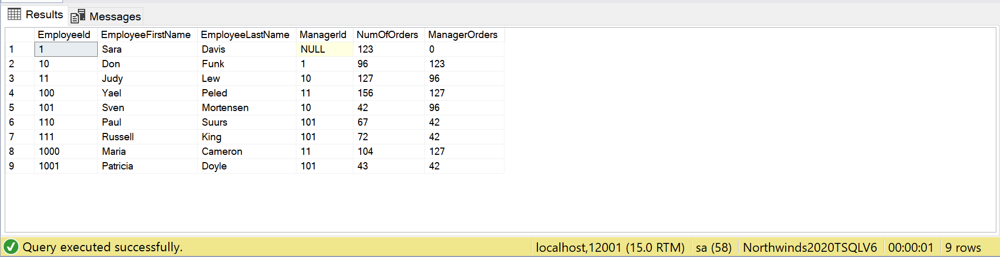 Results Messages
EmployeeId EmployeeFirstName EmployeeLastName ManagerId NumOfOrders ManagerOrders
1 1 Sara Davis NULL 123 0
2 10 Don Funk 1 96 123
3 11 Judy Lew 10 127 96
4 100 Yael Peled 11 156 127
5 101 Sven Mortensen 10 42 96
6 110 Paul Suurs 101 67 42
7 111 Russell King 101 72 42
8 1000 Maria Cameron 11 104 127
9 1001 Patricia Doyle 101 43 42
Query executed successfully. localhost,12001 (15.0 RTM) sa (58) Northwinds2020TSQLV6 00:00:01 9 rows